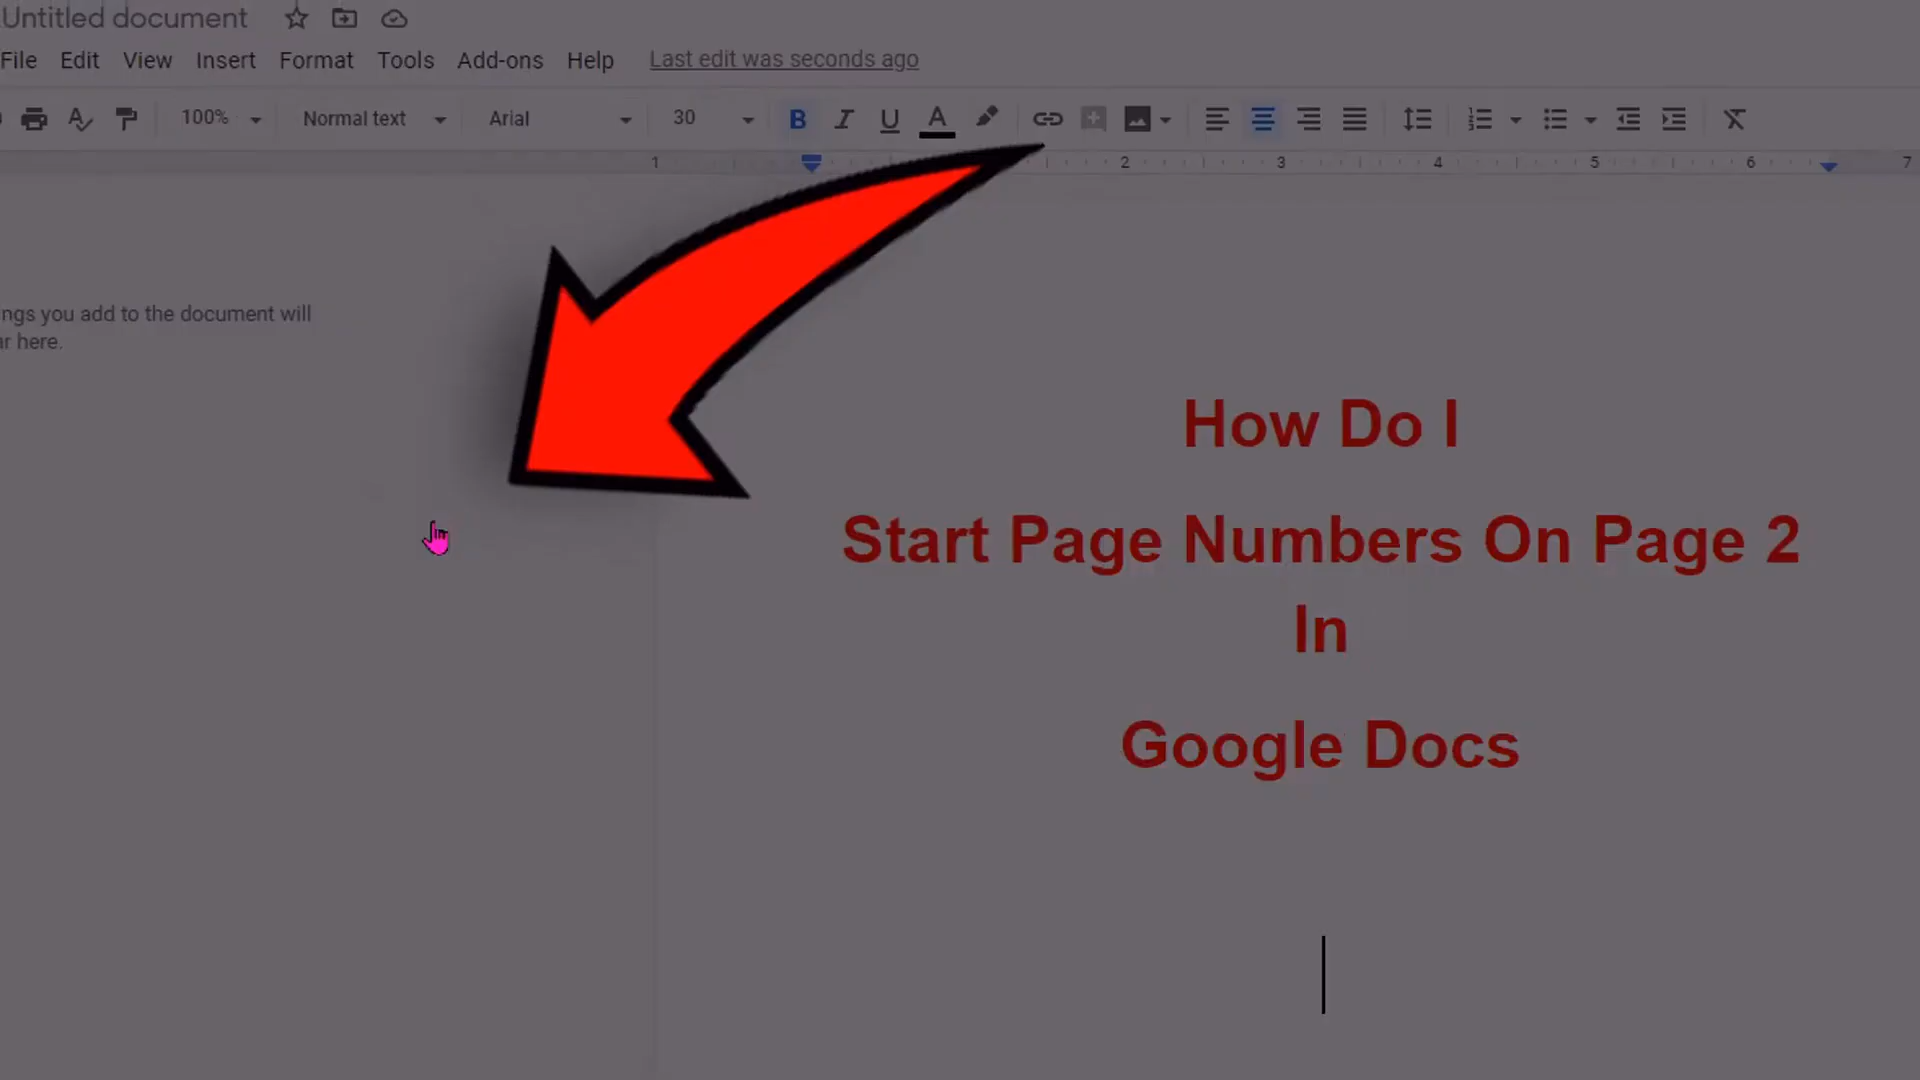 Untitled document
File Edit View Insert Format Tools Add-ons Help Last edit was seconds ago
100% Normal text Arial 30 B I U A
1 2 3 4 5 6 7
ngs you add to the document will
r here.
How Do I
Start Page Numbers On Page 2
In
Google Docs